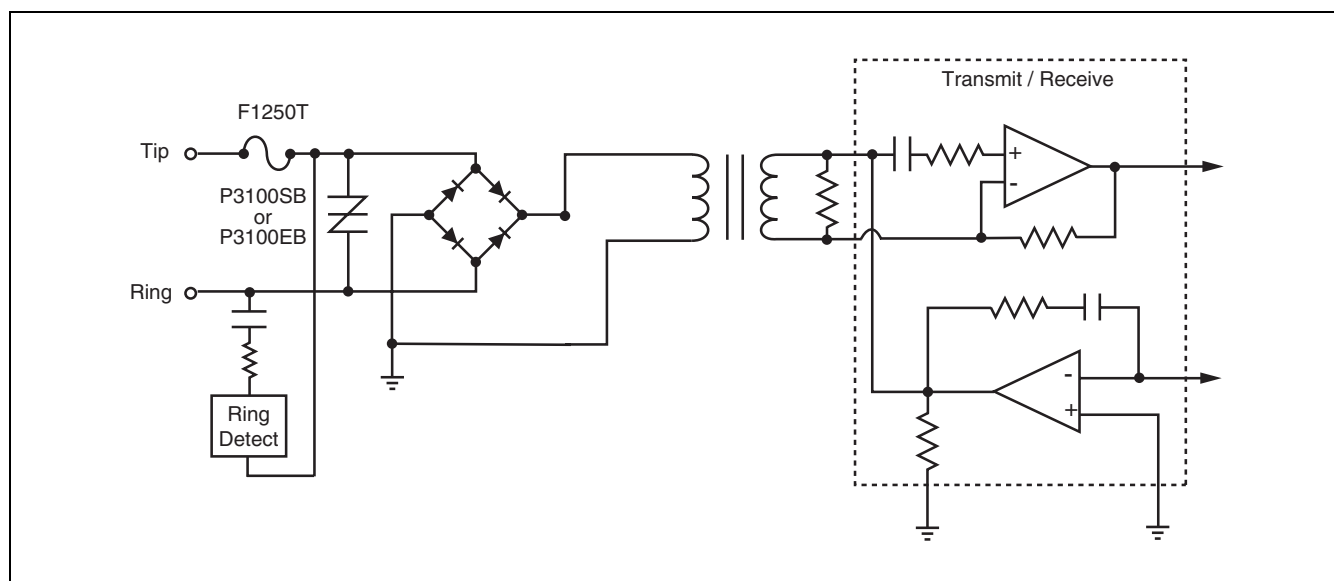 Transmit / Receive
F1250T
Tip
P3100SB
or
P3100EB
Ring
Ring
Detect
+
-
-
+